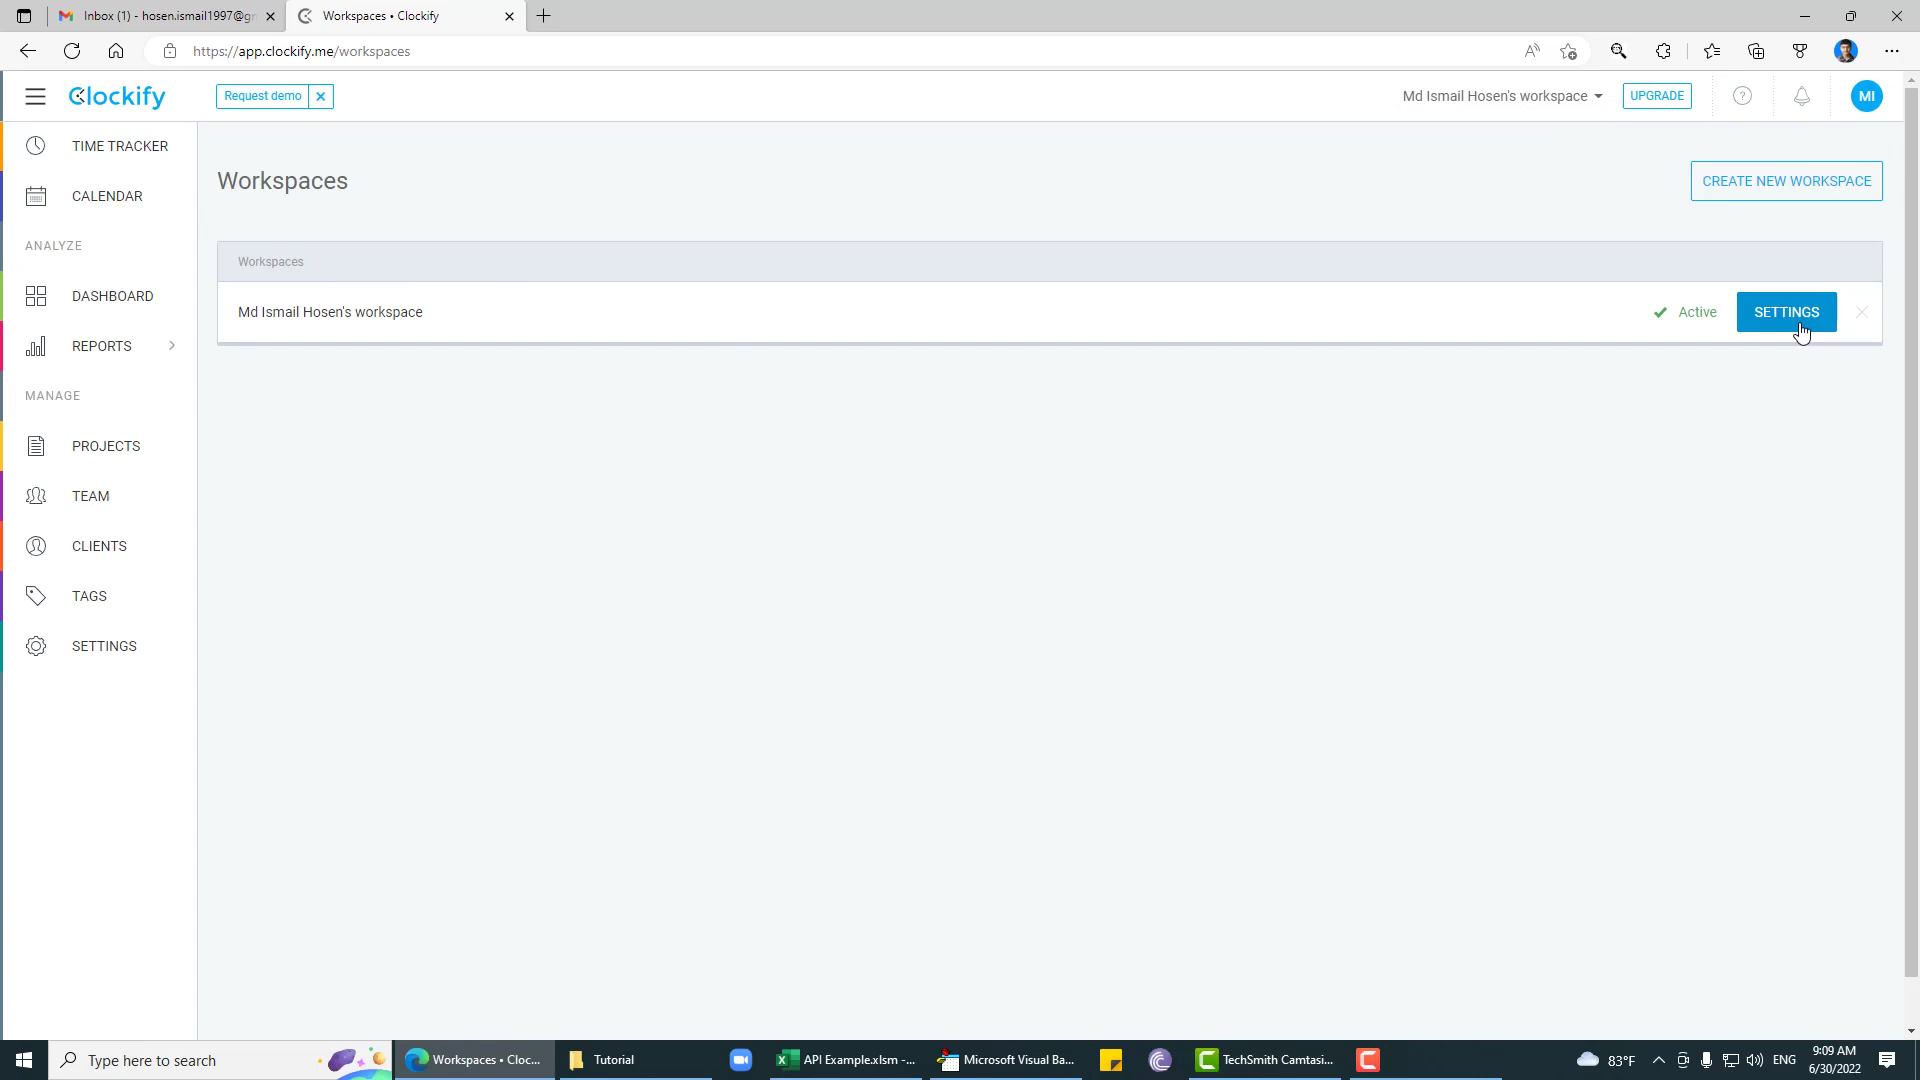 Inbox (1) - hosen.ismail1997@gm
Workspaces • Clockify
https://app.clockify.me/workspaces
Clockify
Request demo
Md Ismail Hosen's workspace
UPGRADE
MI
TIME TRACKER
CALENDAR
ANALYZE
DASHBOARD
REPORTS
MANAGE
PROJECTS
TEAM
CLIENTS
TAGS
SETTINGS
Workspaces
CREATE NEW WORKSPACE
Workspaces
Md Ismail Hosen's workspace
Active
SETTINGS
Type here to search
Workspaces • Cloc...
Tutorial
API Example.xlsm -...
Microsoft Visual Ba...
TechSmith Camtasi...
83°F
ENG
9:09 AM
6/30/2022